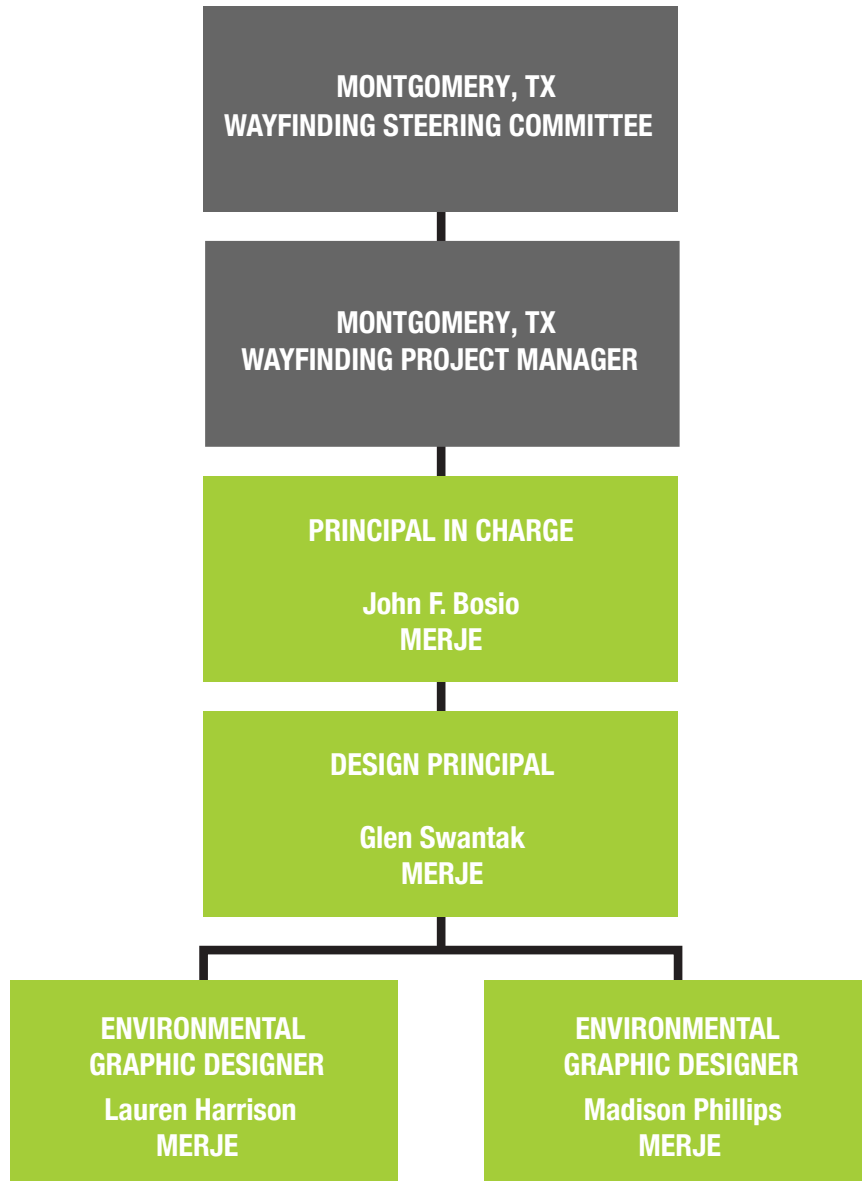 MONTGOMERY, TX
WAYFINDING STEERING COMMITTEE
MONTGOMERY, TX
WAYFINDING PROJECT MANAGER
PRINCIPAL IN CHARGE
John F. Bosio
MERJE
DESIGN PRINCIPAL
Glen Swantak
MERJE
ENVIRONMENTAL
GRAPHIC DESIGNER
Lauren Harrison
MERJE
ENVIRONMENTAL
GRAPHIC DESIGNER
Madison Phillips
MERJE